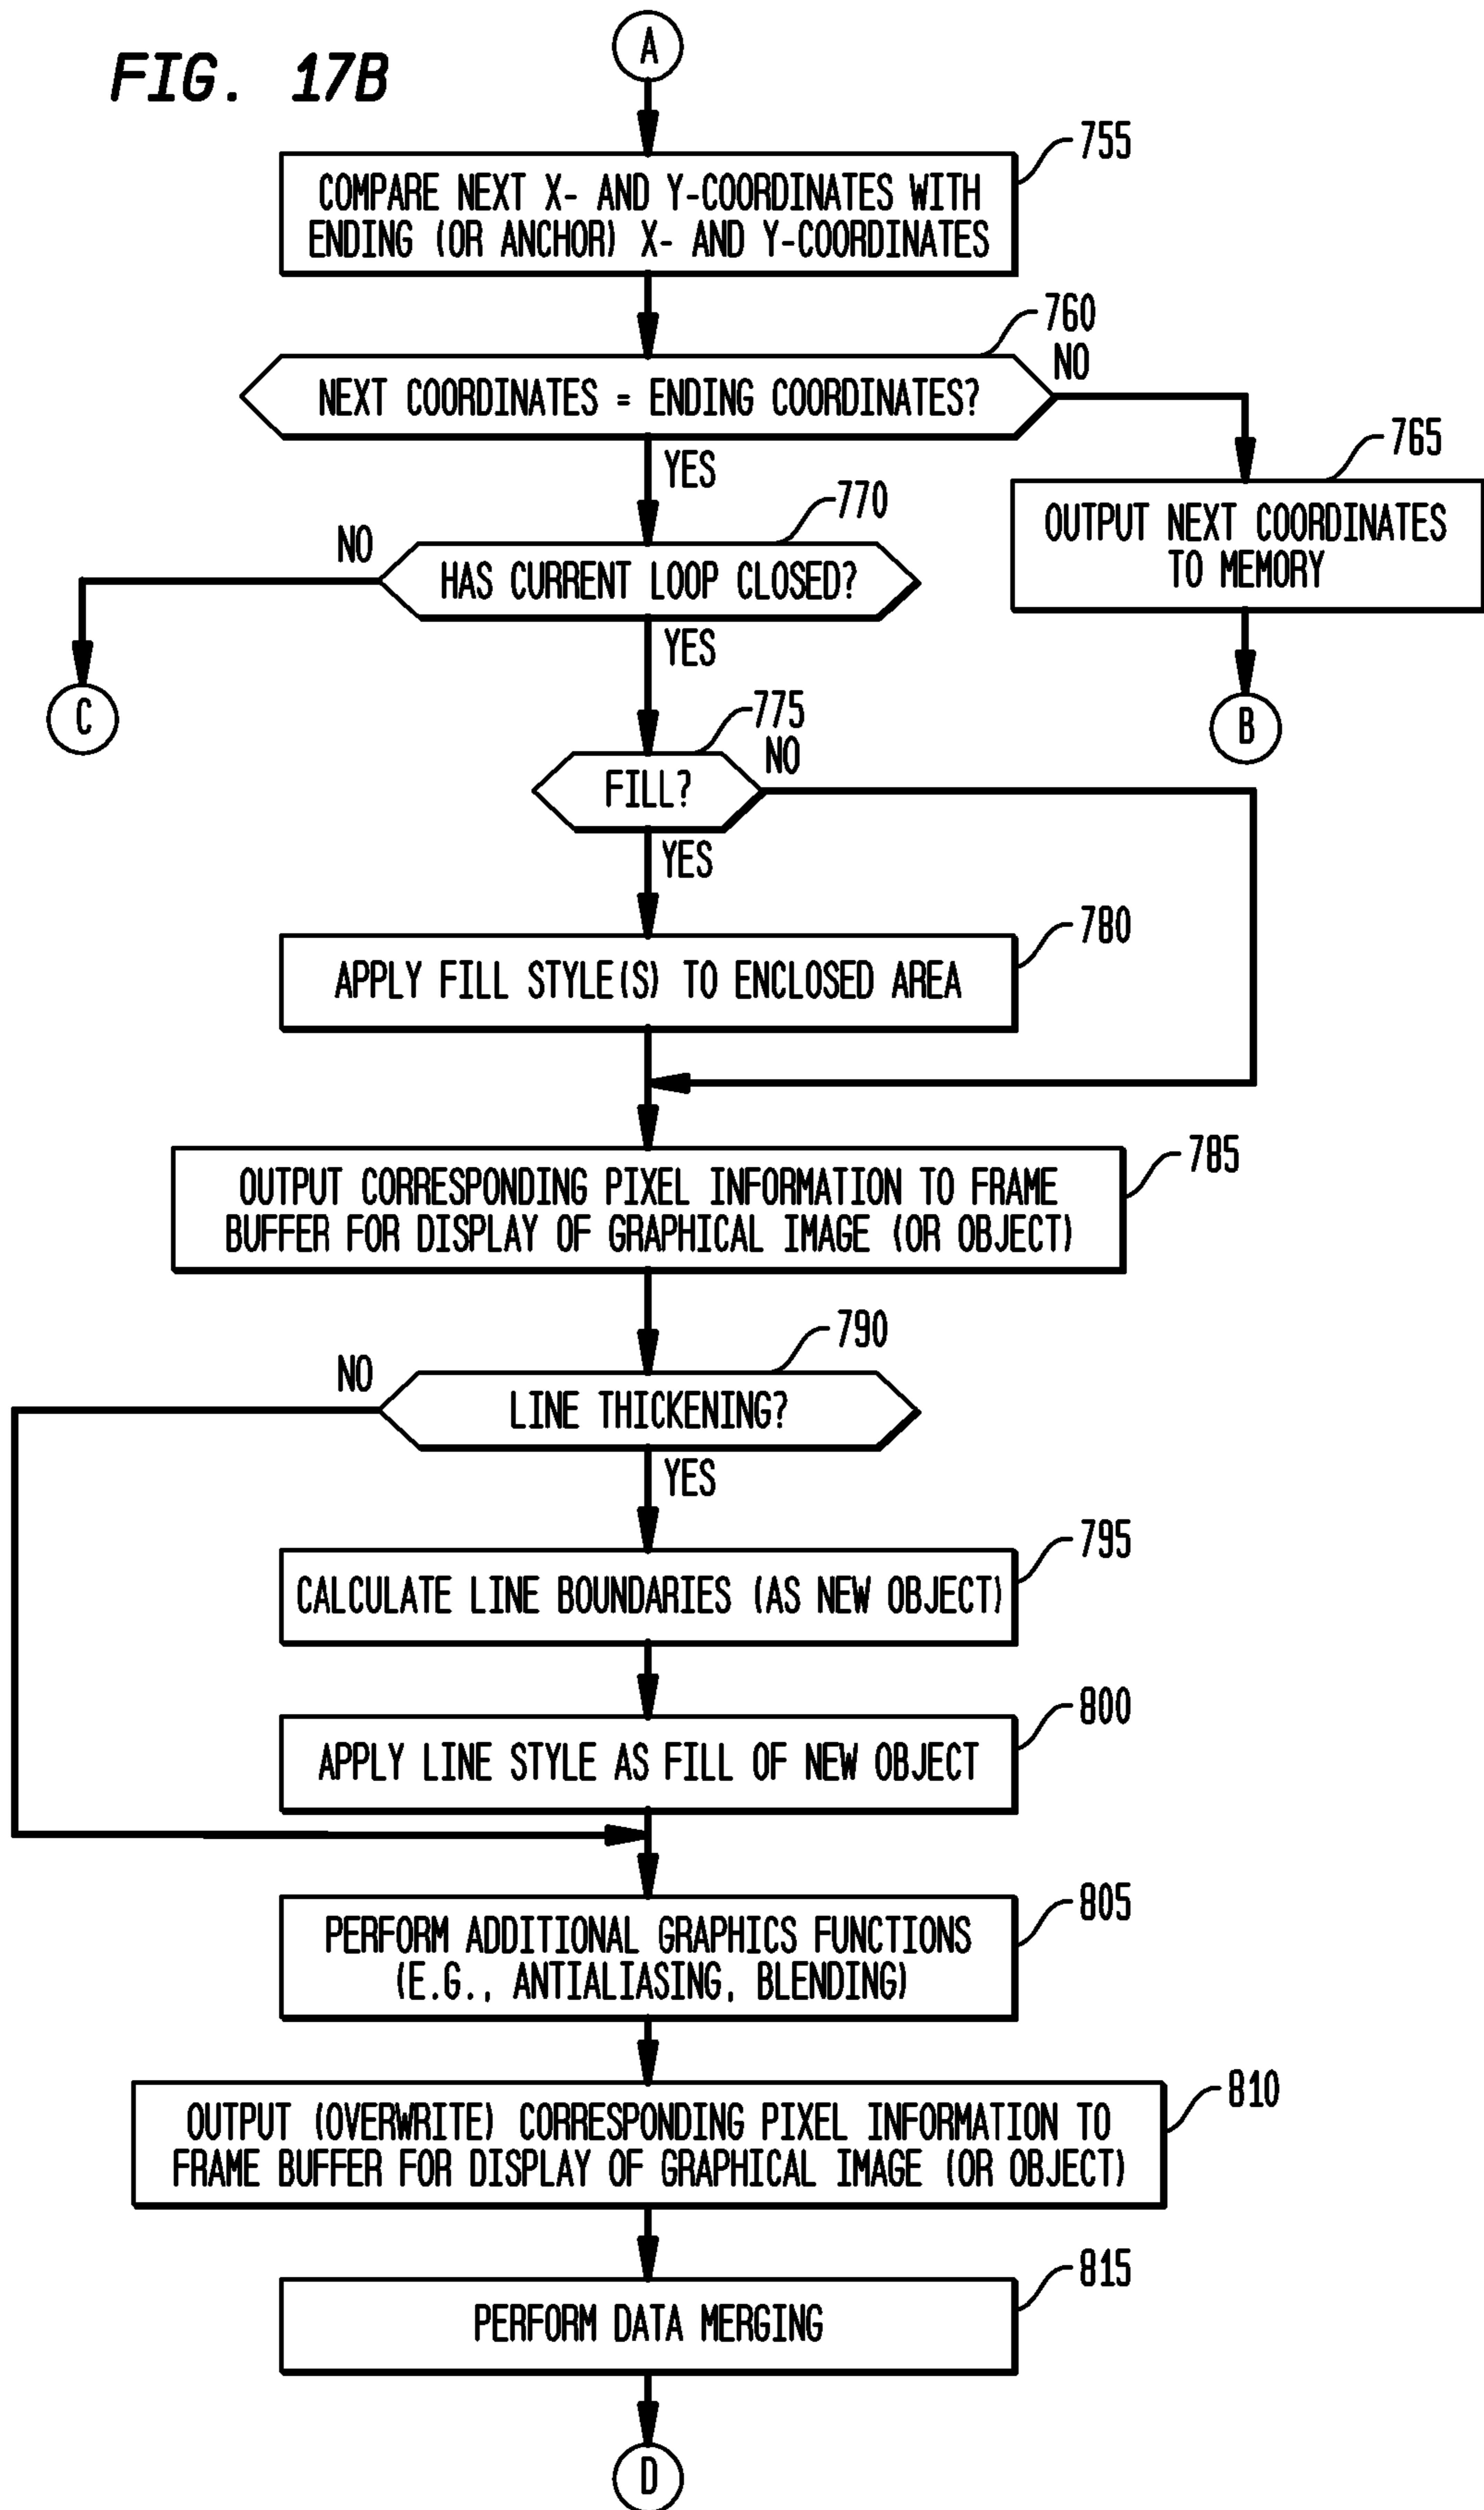 FIG. 17B
A
755
COMPARE NEXT X- AND Y-COORDINATES WITH
ENDING (OR ANCHOR) X- AND Y-COORDINATES
760
NEXT COORDINATES = ENDING COORDINATES?
NO
YES
765
OUTPUT NEXT COORDINATES
TO MEMORY
B
770
HAS CURRENT LOOP CLOSED?
NO
C
YES
775
FILL?
NO
YES
780
APPLY FILL STYLE(S) TO ENCLOSED AREA
785
OUTPUT CORRESPONDING PIXEL INFORMATION TO FRAME
BUFFER FOR DISPLAY OF GRAPHICAL IMAGE (OR OBJECT)
790
LINE THICKENING?
NO
YES
795
CALCULATE LINE BOUNDARIES (AS NEW OBJECT)
800
APPLY LINE STYLE AS FILL OF NEW OBJECT
805
PERFORM ADDITIONAL GRAPHICS FUNCTIONS
(E.G., ANTIALIASING, BLENDING)
810
OUTPUT (OVERWRITE) CORRESPONDING PIXEL INFORMATION TO
FRAME BUFFER FOR DISPLAY OF GRAPHICAL IMAGE (OR OBJECT)
815
PERFORM DATA MERGING
D